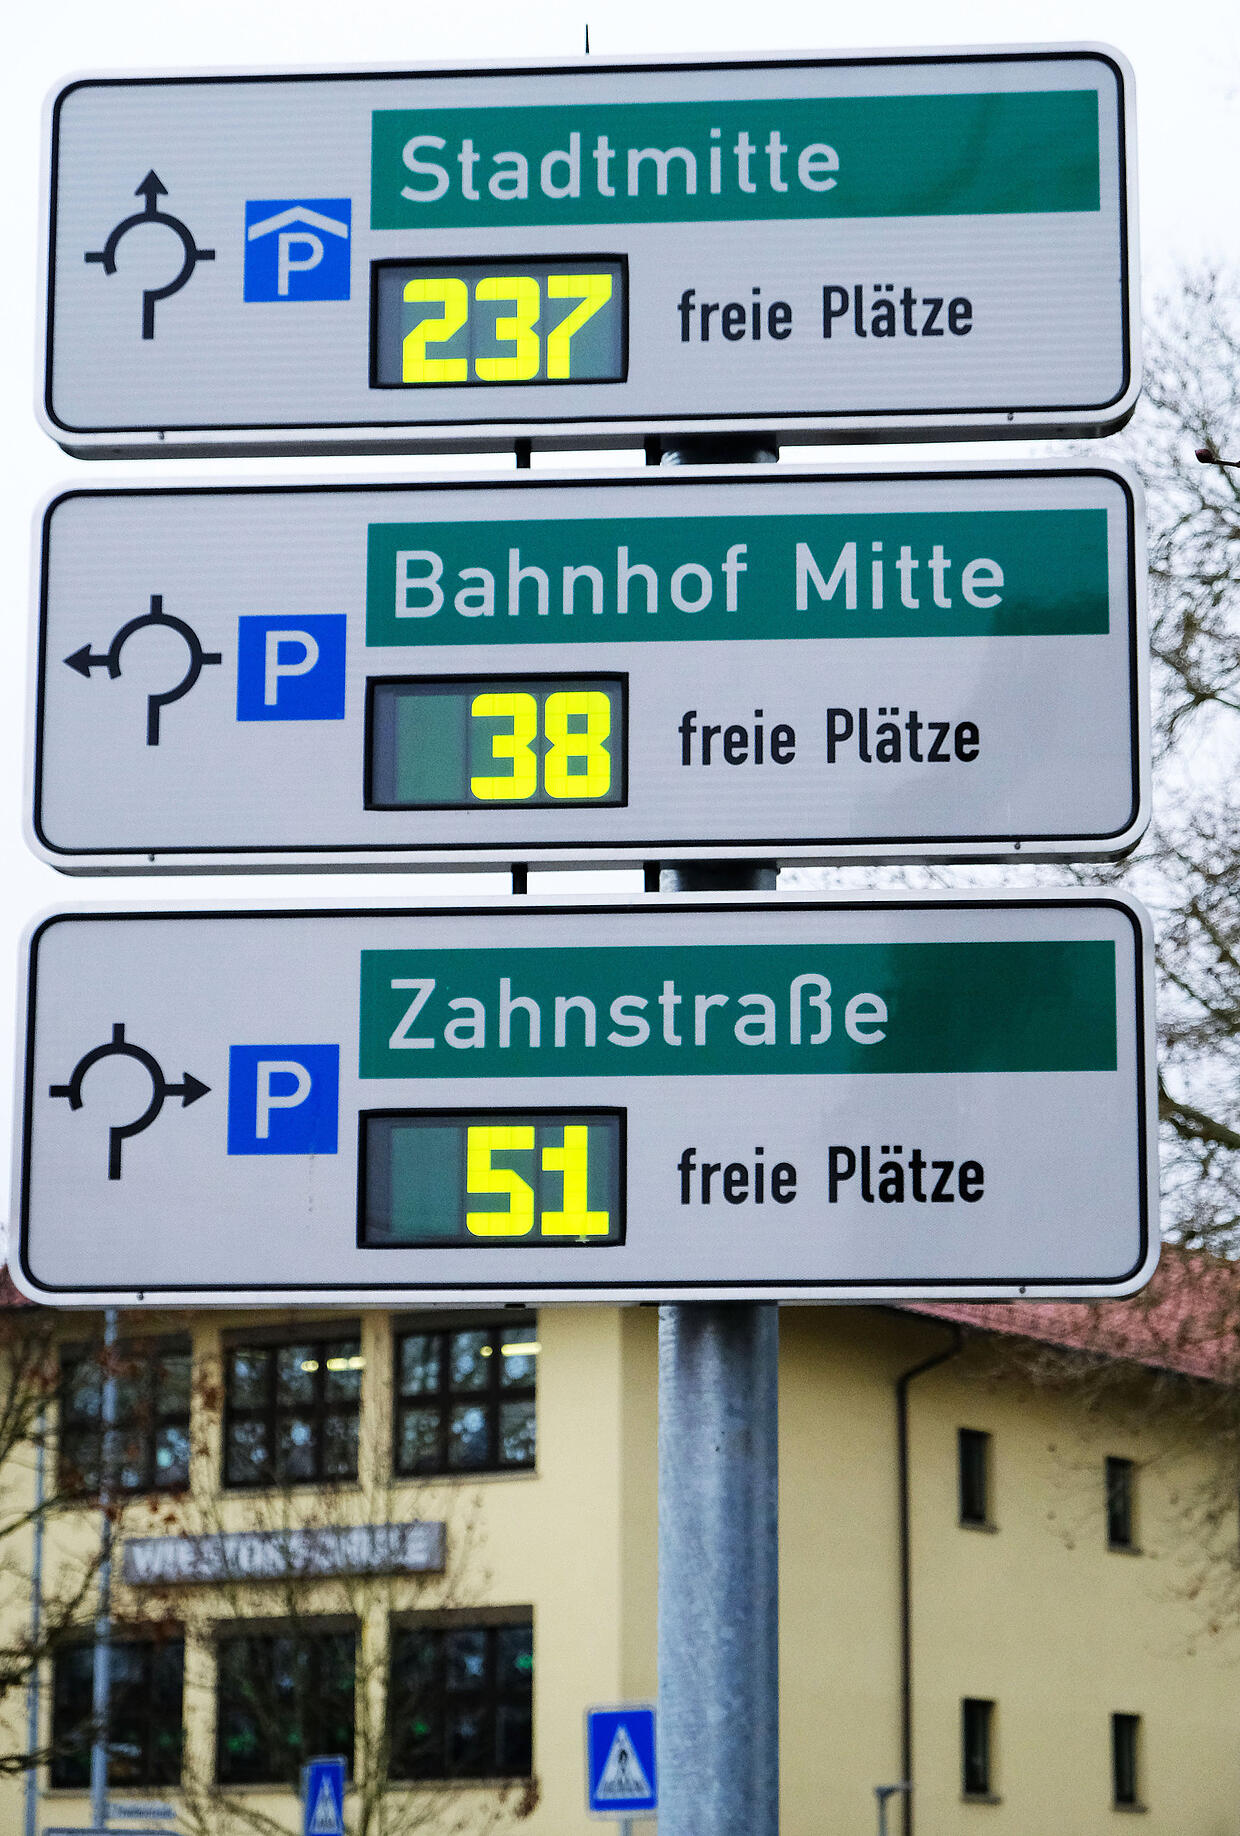 Stadtmitte
P
237 freie Plätze
Bahnhof Mitte
P
38 freie Plätze
Zahnstraße
P
51 freie Plätze